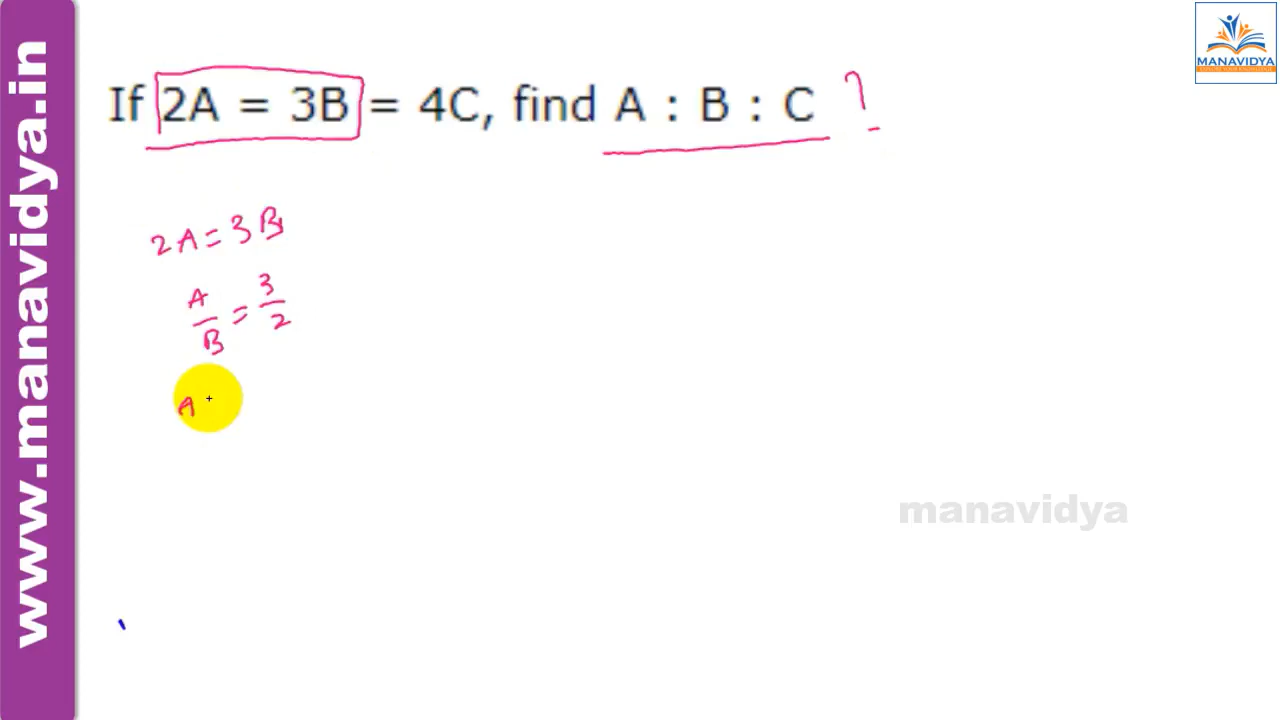 www.manavidya.in
MANAVIDYA
If 2A = 3B = 4C, find A : B : C ?
2A = 3B
A/B = 3/2
A
manavidya